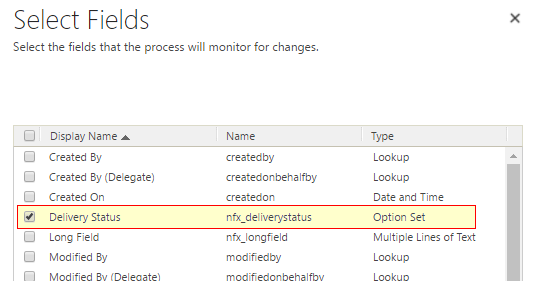 Select Fields
Select the fields that the process will monitor for changes.
Display Name Name Type
Created By createdby Lookup
Created By (Delegate) createdonbehalfby Lookup
Created On createdon Date and Time
Delivery Status nfx_deliverystatus Option Set
Long Field nfx_longfield Multiple Lines of Text
Modified By modifiedby Lookup
Modified By (Delegate) modifiedonbehalfby Lookup